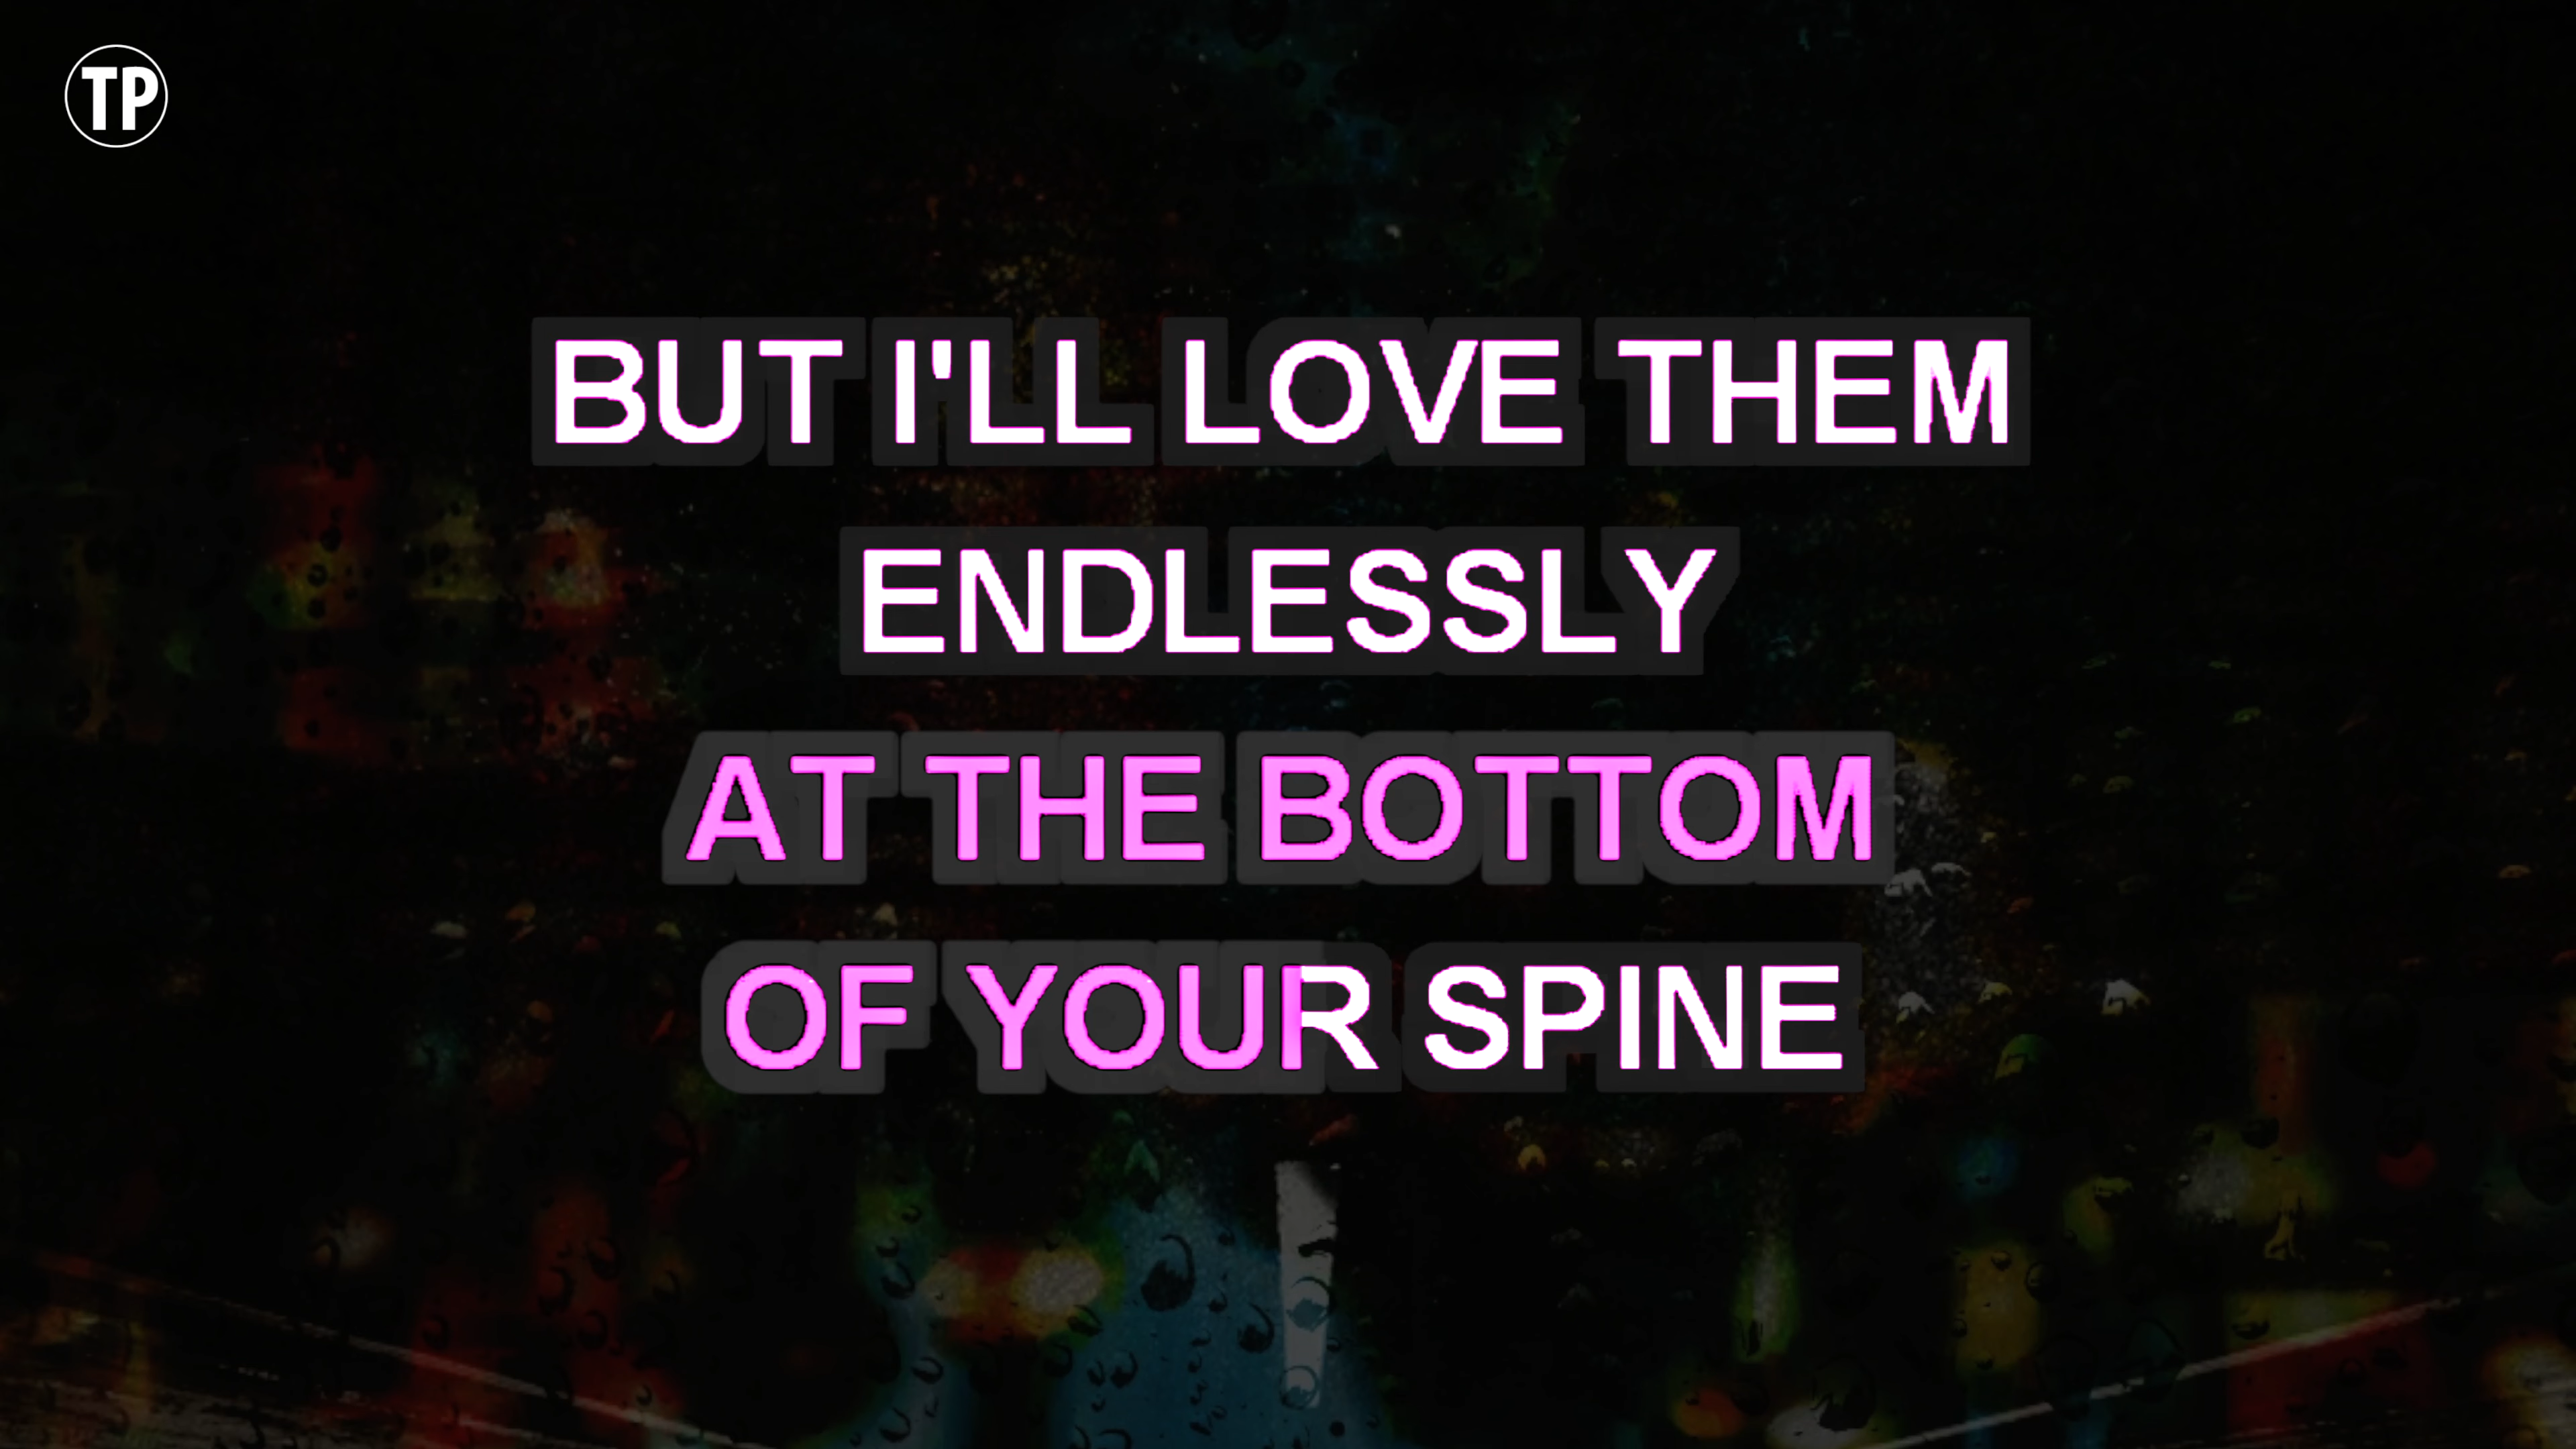 TP
BUT I'LL LOVE THEM
ENDLESSLY
AT THE BOTTOM
OF YOUR SPINE